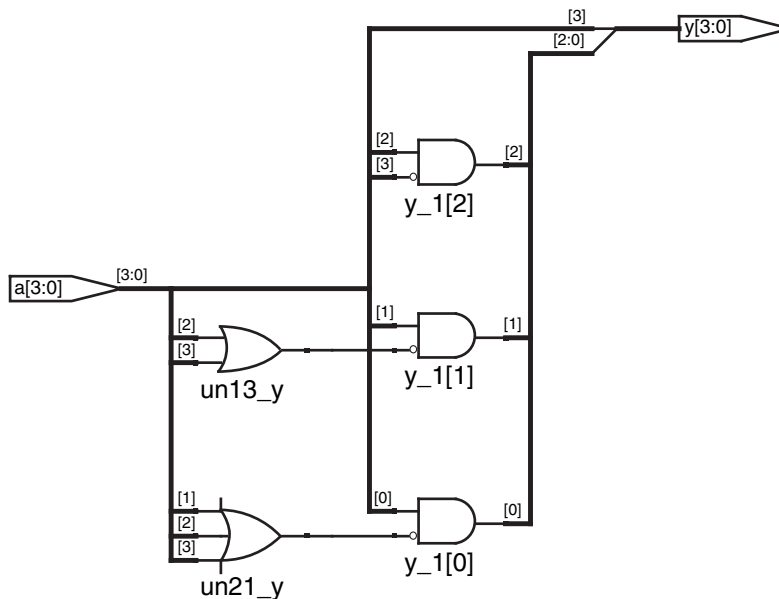 [3]
y[3:0]
[2:0]
[2]
[3]
[2]
y_1[2]
a[3:0]
[3:0]
[1]
[1]
y_1[1]
[2]
[3]
un13_y
[0]
[0]
y_1[0]
[1]
[2]
[3]
un21_y